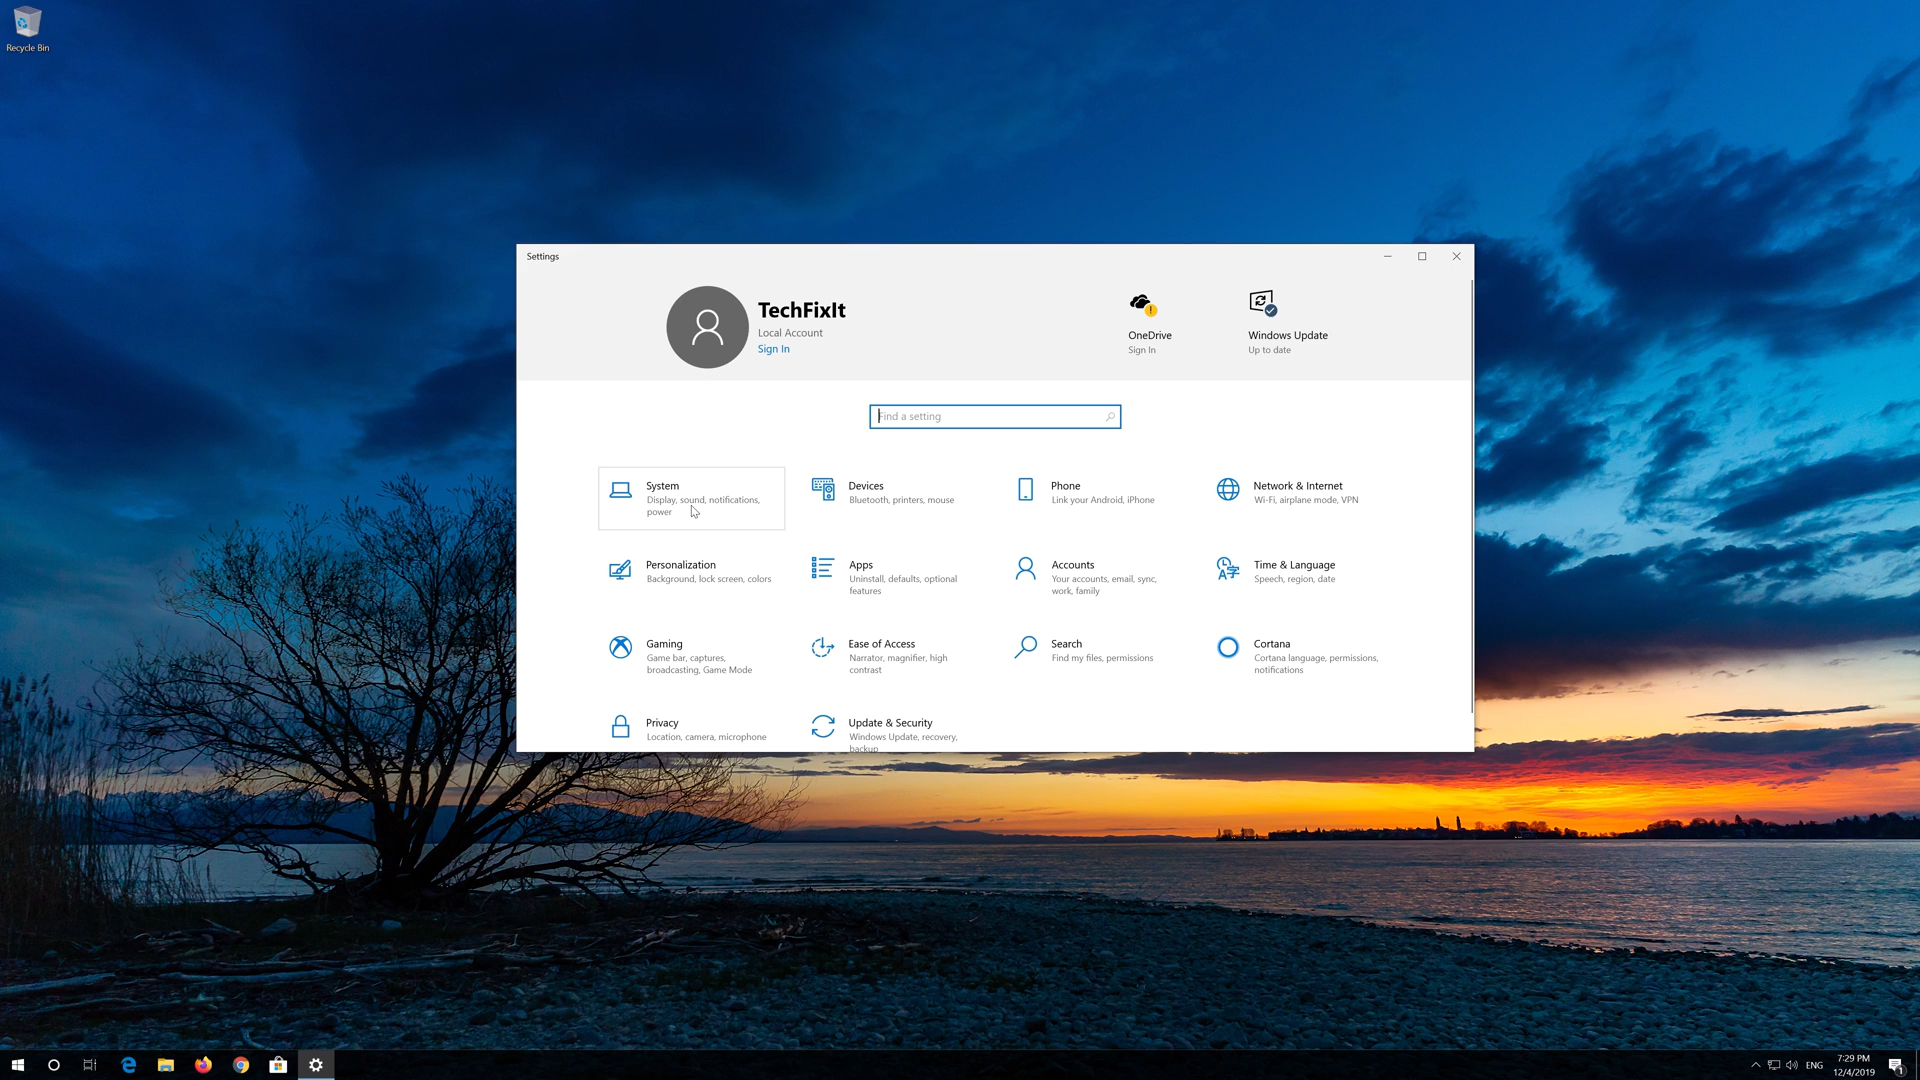 Recycle Bin
Settings
TechFixIt
Local Account
Sign In
OneDrive
Sign In
Windows Update
Up to date
Find a setting
System
Display, sound, notifications,
power
Devices
Bluetooth, printers, mouse
Phone
Link your Android, iPhone
Network & Internet
Wi-Fi, airplane mode, VPN
Personalization
Background, lock screen, colors
Apps
Uninstall, defaults, optional
features
Accounts
Your accounts, email, sync,
work, family
Time & Language
Speech, region, date
Gaming
Game bar, captures,
broadcasting, Game Mode
Ease of Access
Narrator, magnifier, high
contrast
Search
Find my files, permissions
Cortana
Cortana language, permissions,
notifications
Privacy
Location, camera, microphone
Update & Security
Windows Update, recovery,
backup
ENG
7:29 PM
12/4/2019
1